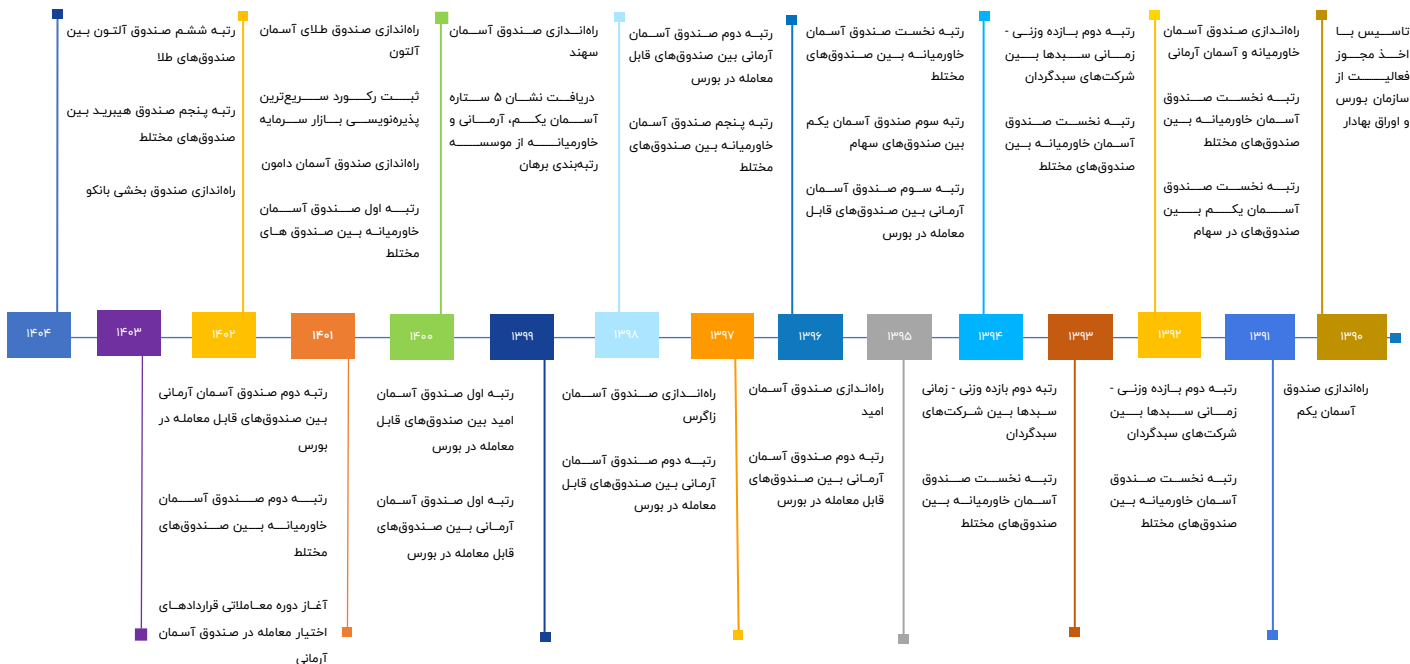 تاسیس با
اخذ مجوز
فعالیت از
سازمان بورس
و اوراق بهادار
راه‌اندازی صندوق آسمان
خاورمیانه و آسمان آرمانی
رتبه نخست صندوق
آسمان خاورمیانه بین
صندوق‌های مختلط
رتبه نخست صندوق
آسمان یکم بین
صندوق‌های در سهام
رتبه دوم بازده وزنی -
زمانی سبدها بین
شرکت‌های سبدگردان
رتبه نخست صندوق
آسمان خاورمیانه بین
صندوق‌های مختلط
رتبه نخست صندوق آسمان
خاورمیانه بین صندوق‌های
مختلط
رتبه سوم صندوق آسمان یکم
بین صندوق‌های سهام
رتبه سوم صندوق آسمان
آرمانی بین صندوق‌های قابل
معامله در بورس
رتبه دوم صندوق آسمان
آرمانی بین صندوق‌های قابل
معامله در بورس
رتبه پنجم صندوق آسمان
خاورمیانه بین صندوق‌های
مختلط
راه‌اندازی صندوق آسمان
سهند
دریافت نشان ۵ ستاره
آسمان یکم، آرمانی و
خاورمیانه از موسسه
رتبه‌بندی برهان
راه‌اندازی صندوق طلای آسمان
آلتون
ثبت رکورد سریع‌ترین
پذیره‌نویسی بازار سرمایه
راه‌اندازی صندوق آسمان دامون
رتبه اول صندوق آسمان
خاورمیانه بین صندوق های
مختلط
رتبه ششم صندوق آلتون بین
صندوق‌های طلا
رتبه پنجم صندوق هیبرید بین
صندوق‌های مختلط
راه‌اندازی صندوق بخشی بانکو
۱۳۹۰
۱۳۹۱
۱۳۹۲
۱۳۹۳
۱۳۹۴
۱۳۹۵
۱۳۹۶
۱۳۹۷
۱۳۹۸
۱۳۹۹
۱۴۰۰
۱۴۰۱
۱۴۰۲
۱۴۰۳
۱۴۰۴
راه‌اندازی صندوق
آسمان یکم
رتبه دوم بازده وزنی -
زمانی سبدها بین
شرکت‌های سبدگردان
رتبه نخست صندوق
آسمان خاورمیانه بین
صندوق‌های مختلط
رتبه دوم بازده وزنی - زمانی
سبدها بین شرکت‌های
سبدگردان
رتبه نخست صندوق
آسمان خاورمیانه بین
صندوق‌های مختلط
راه‌اندازی صندوق آسمان
امید
رتبه دوم صندوق آسمان
آرمانی بین صندوق‌های
قابل معامله در بورس
راه‌اندازی صندوق آسمان
زاگرس
رتبه دوم صندوق آسمان
آرمانی بین صندوق‌های قابل
معامله در بورس
رتبه اول صندوق آسمان
امید بین صندوق‌های قابل
معامله در بورس
رتبه اول صندوق آسمان
آرمانی بین صندوق‌های
قابل معامله در بورس
رتبه دوم صندوق آسمان آرمانی
بین صندوق‌های قابل معامله در
بورس
رتبه دوم صندوق آسمان
خاورمیانه بین صندوق‌های
مختلط
آغاز دوره معاملاتی قراردادهای
اختیار معامله در صندوق آسمان
آرمانی